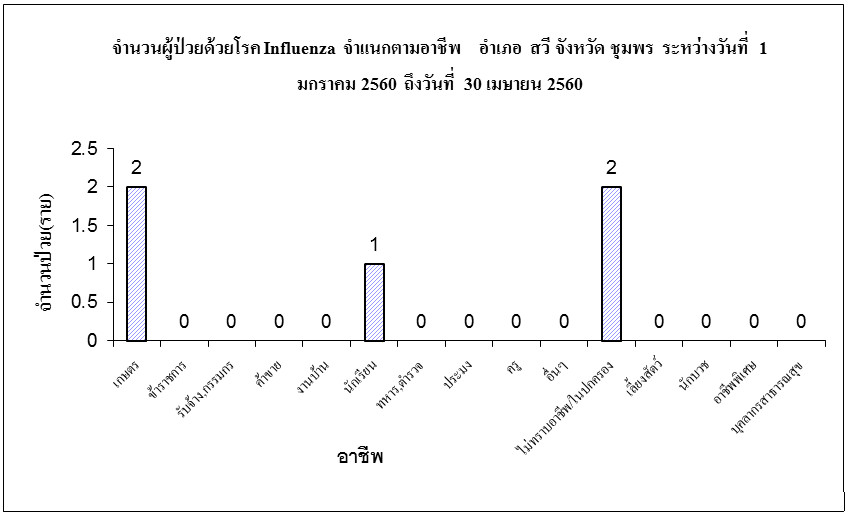 จำนวนผู้ป่วยด้วยโรค Influenza จำแนกตามอาชีพ อำเภอ สวี จังหวัด ชุมพร ระหว่างวันที่ 1
มกราคม 2560 ถึงวันที่ 30 เมษายน 2560
จำนวนป่วย(ราย)
2.5
2
1.5
1
0.5
0
2 0 0 0 0 1 0 0 0 0 2 0 0 0 0
เกษตร
ข้าราชการ
รับจ้าง,กรรมกร
ค้าขาย
งานบ้าน
นักเรียน
ทหาร,ตำรวจ
ประมง
ครู
อื่นๆ
ไม่ทราบอาชีพ/ในปกครอง
เลี้ยงสัตว์
นักบวช
อาชีพพิเศษ
บุคลากรสาธารณสุข
อาชีพ